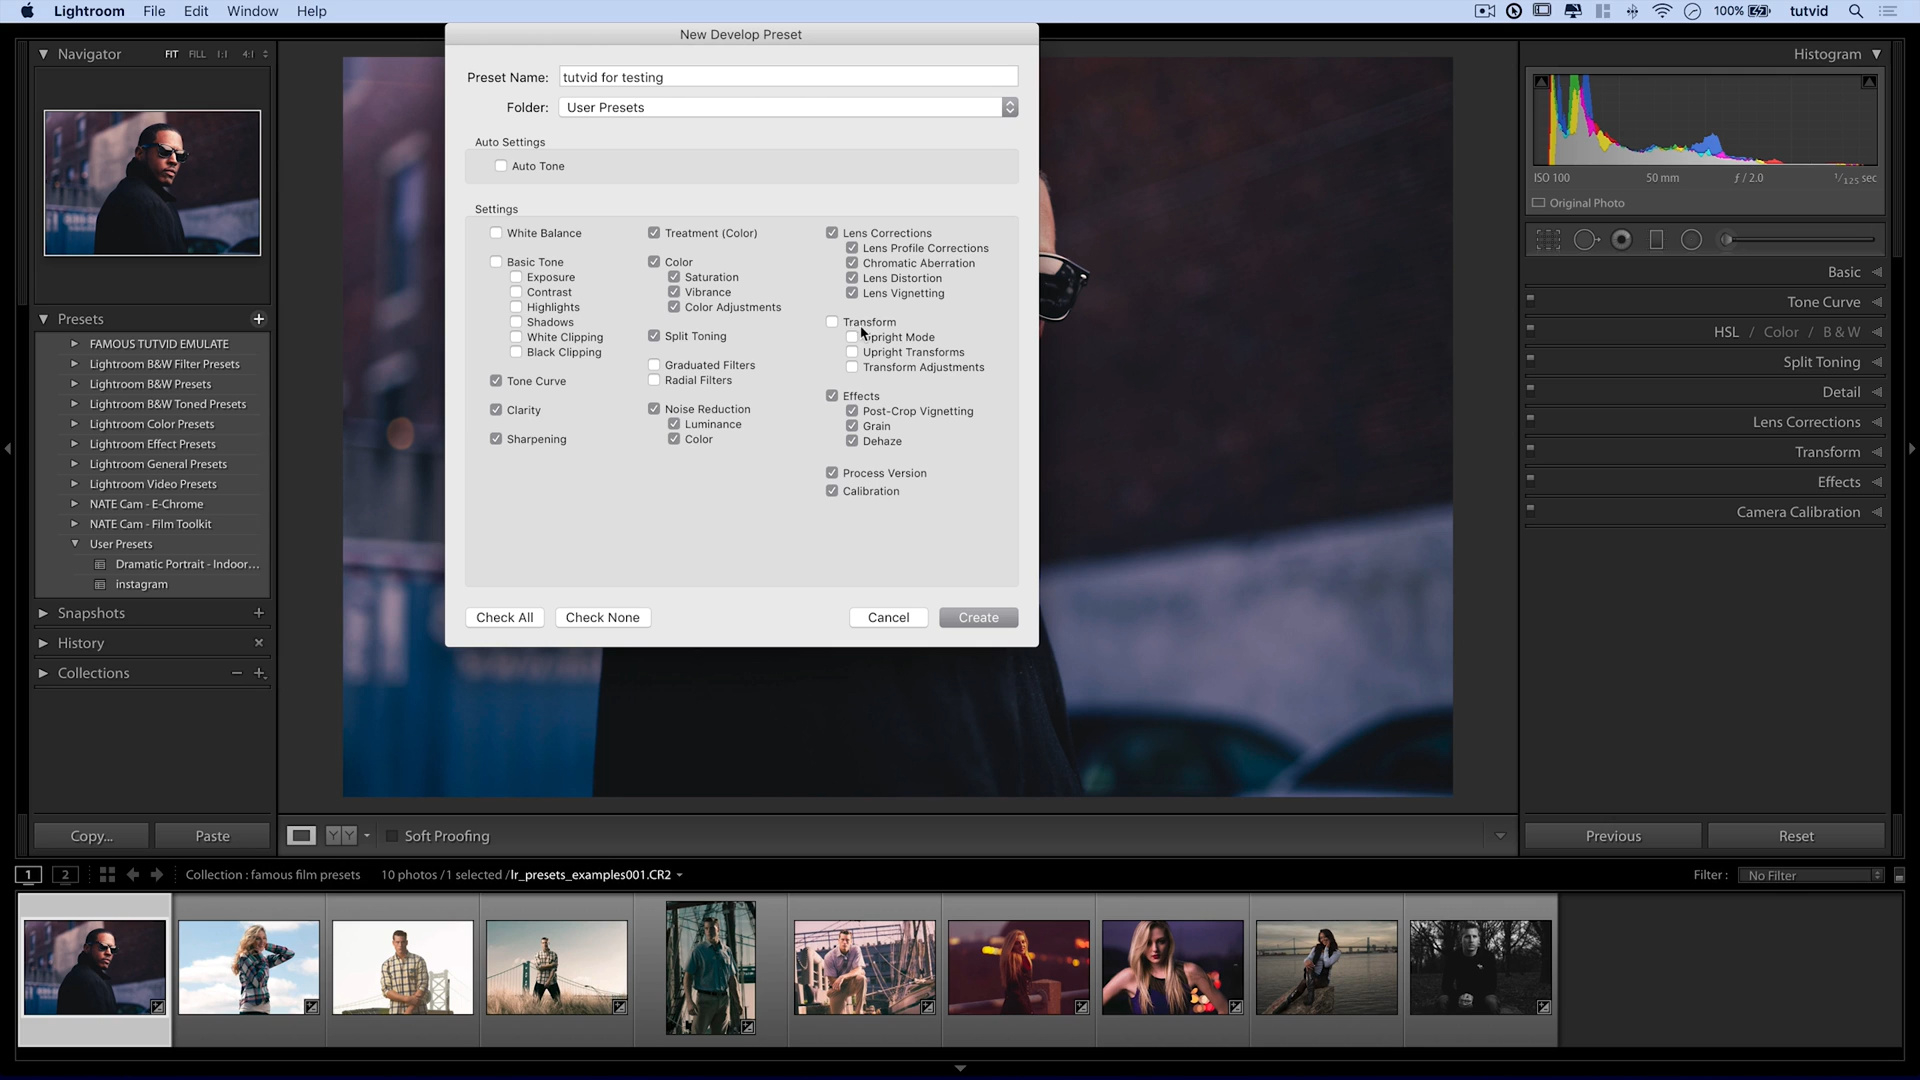 Lightroom File Edit Window Help 100% tutvid
Navigator FIT FILL 1:1 4:1
Presets
FAMOUS TUTVID EMULATE
Lightroom B&W Filter Presets
Lightroom B&W Presets
Lightroom B&W Toned Presets
Lightroom Color Presets
Lightroom Effect Presets
Lightroom General Presets
Lightroom Video Presets
NATE Cam - E-Chrome
NATE Cam - Film Toolkit
User Presets
Dramatic Portrait - Indoor...
instagram
Snapshots
History
Collections
Copy... Paste
New Develop Preset
Preset Name: tutvid for testing
Folder: User Presets
Auto Settings
Auto Tone
Settings
White Balance
Basic Tone
Exposure
Contrast
Highlights
Shadows
White Clipping
Black Clipping
Tone Curve
Clarity
Sharpening
Treatment (Color)
Color
Saturation
Vibrance
Color Adjustments
Split Toning
Graduated Filters
Radial Filters
Noise Reduction
Luminance
Color
Lens Corrections
Lens Profile Corrections
Chromatic Aberration
Lens Distortion
Lens Vignetting
Transform
Upright Mode
Upright Transforms
Transform Adjustments
Effects
Post-Crop Vignetting
Grain
Dehaze
Process Version
Calibration
Check All Check None Cancel Create
Histogram
ISO 100 50 mm ƒ / 2.0 1/125 sec
Original Photo
Basic
Tone Curve
HSL / Color / B & W
Split Toning
Detail
Lens Corrections
Transform
Effects
Camera Calibration
Previous Reset
Y Y Soft Proofing
1 2 Collection : famous film presets 10 photos / 1 selected / lr_presets_examples001.CR2 Filter : No Filter